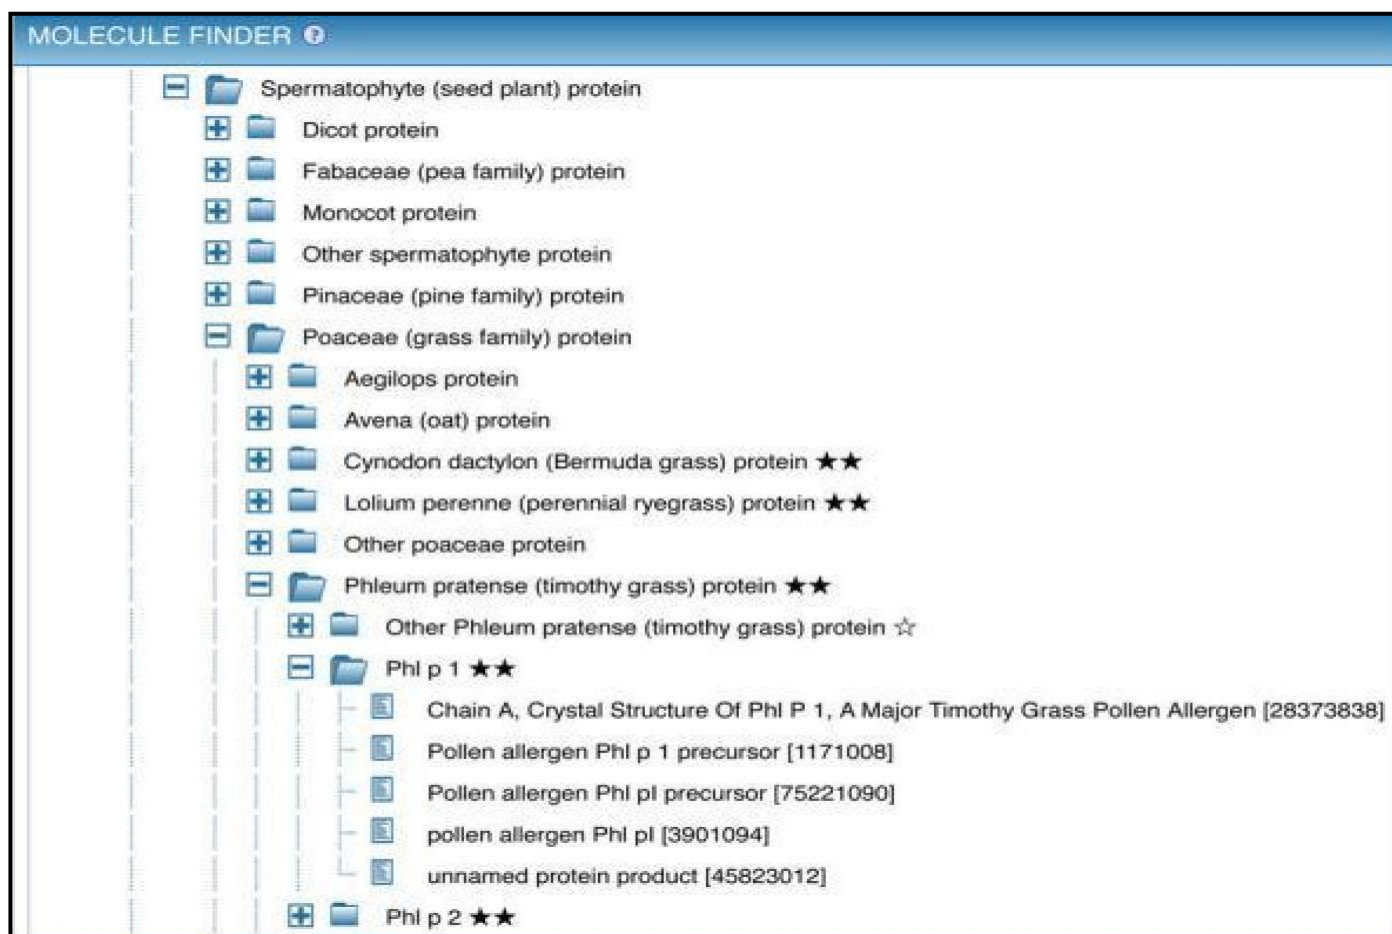 MOLECULE FINDER ?
Spermatophyte (seed plant) protein
Dicot protein
Fabaceae (pea family) protein
Monocot protein
Other spermatophyte protein
Pinaceae (pine family) protein
Poaceae (grass family) protein
Aegilops protein
Avena (oat) protein
Cynodon dactylon (Bermuda grass) protein ★★
Lolium perenne (perennial ryegrass) protein ★★
Other poaceae protein
Phleum pratense (timothy grass) protein ★★
Other Phleum pratense (timothy grass) protein ☆
Phl p 1 ★★
Chain A, Crystal Structure Of Phl P 1, A Major Timothy Grass Pollen Allergen [28373838]
Pollen allergen Phl p 1 precursor [1171008]
Pollen allergen Phl pI precursor [75221090]
pollen allergen Phl pI [3901094]
unnamed protein product [45823012]
Phl p 2 ★★